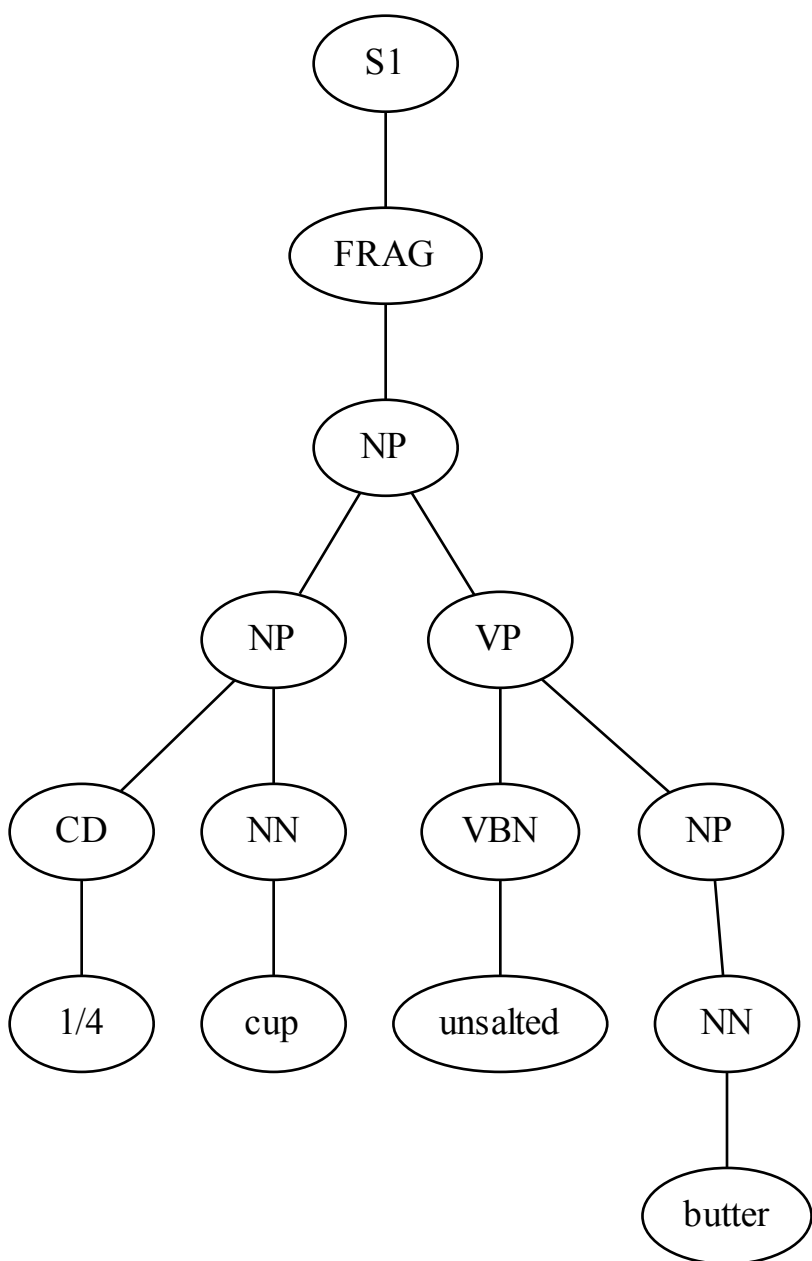 S1
FRAG
NP
NP VP
CD NN VBN NP
1/4 cup unsalted NN
butter